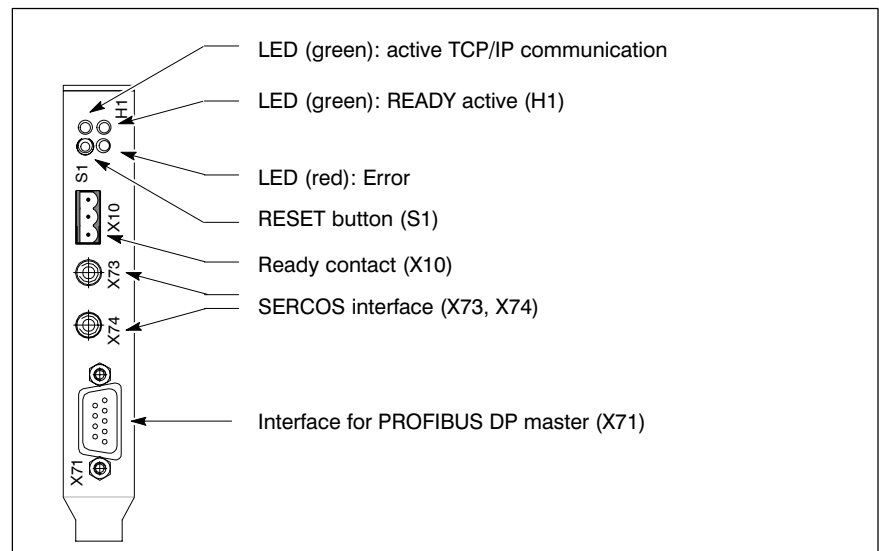 LED (green): active TCP/IP communication
LED (green): READY active (H1)
LED (red): Error
RESET button (S1)
Ready contact (X10)
SERCOS interface (X73, X74)
Interface for PROFIBUS DP master (X71)
H1
S1
X10
X73
X74
X71